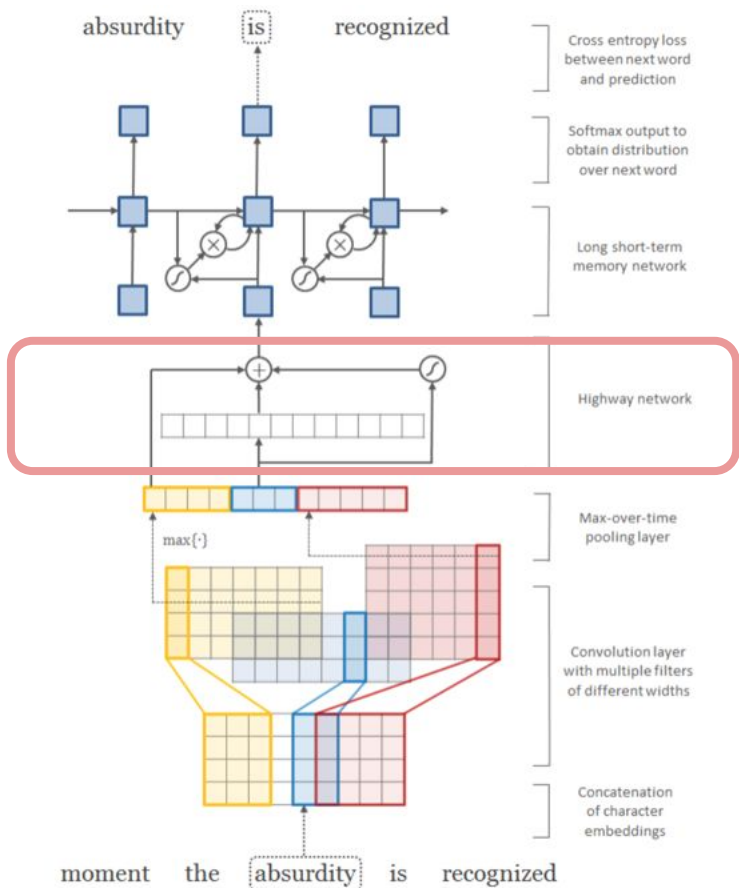 absurdity is recognized
Cross entropy loss
between next word
and prediction
Softmax output to
obtain distribution
over next word
Long short-term
memory network
Highway network
max{·}
Max-over-time
pooling layer
Convolution layer
with multiple filters
of different widths
Concatenation
of character
embeddings
moment the absurdity is recognized